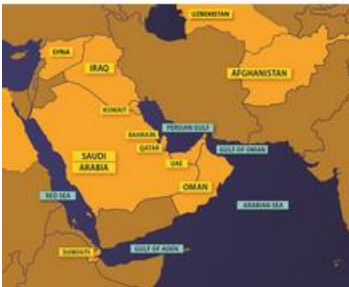 UZBEKISTAN
IRAQ
AFGHANISTAN
KUWAIT
BAHRAIN
PERSIAN GULF
QATAR
GULF OF OMAN
SAUDI
ARABIA
UAE
OMAN
RED SEA
ARABIAN SEA
DJIBOUTI
GULF OF ADEN